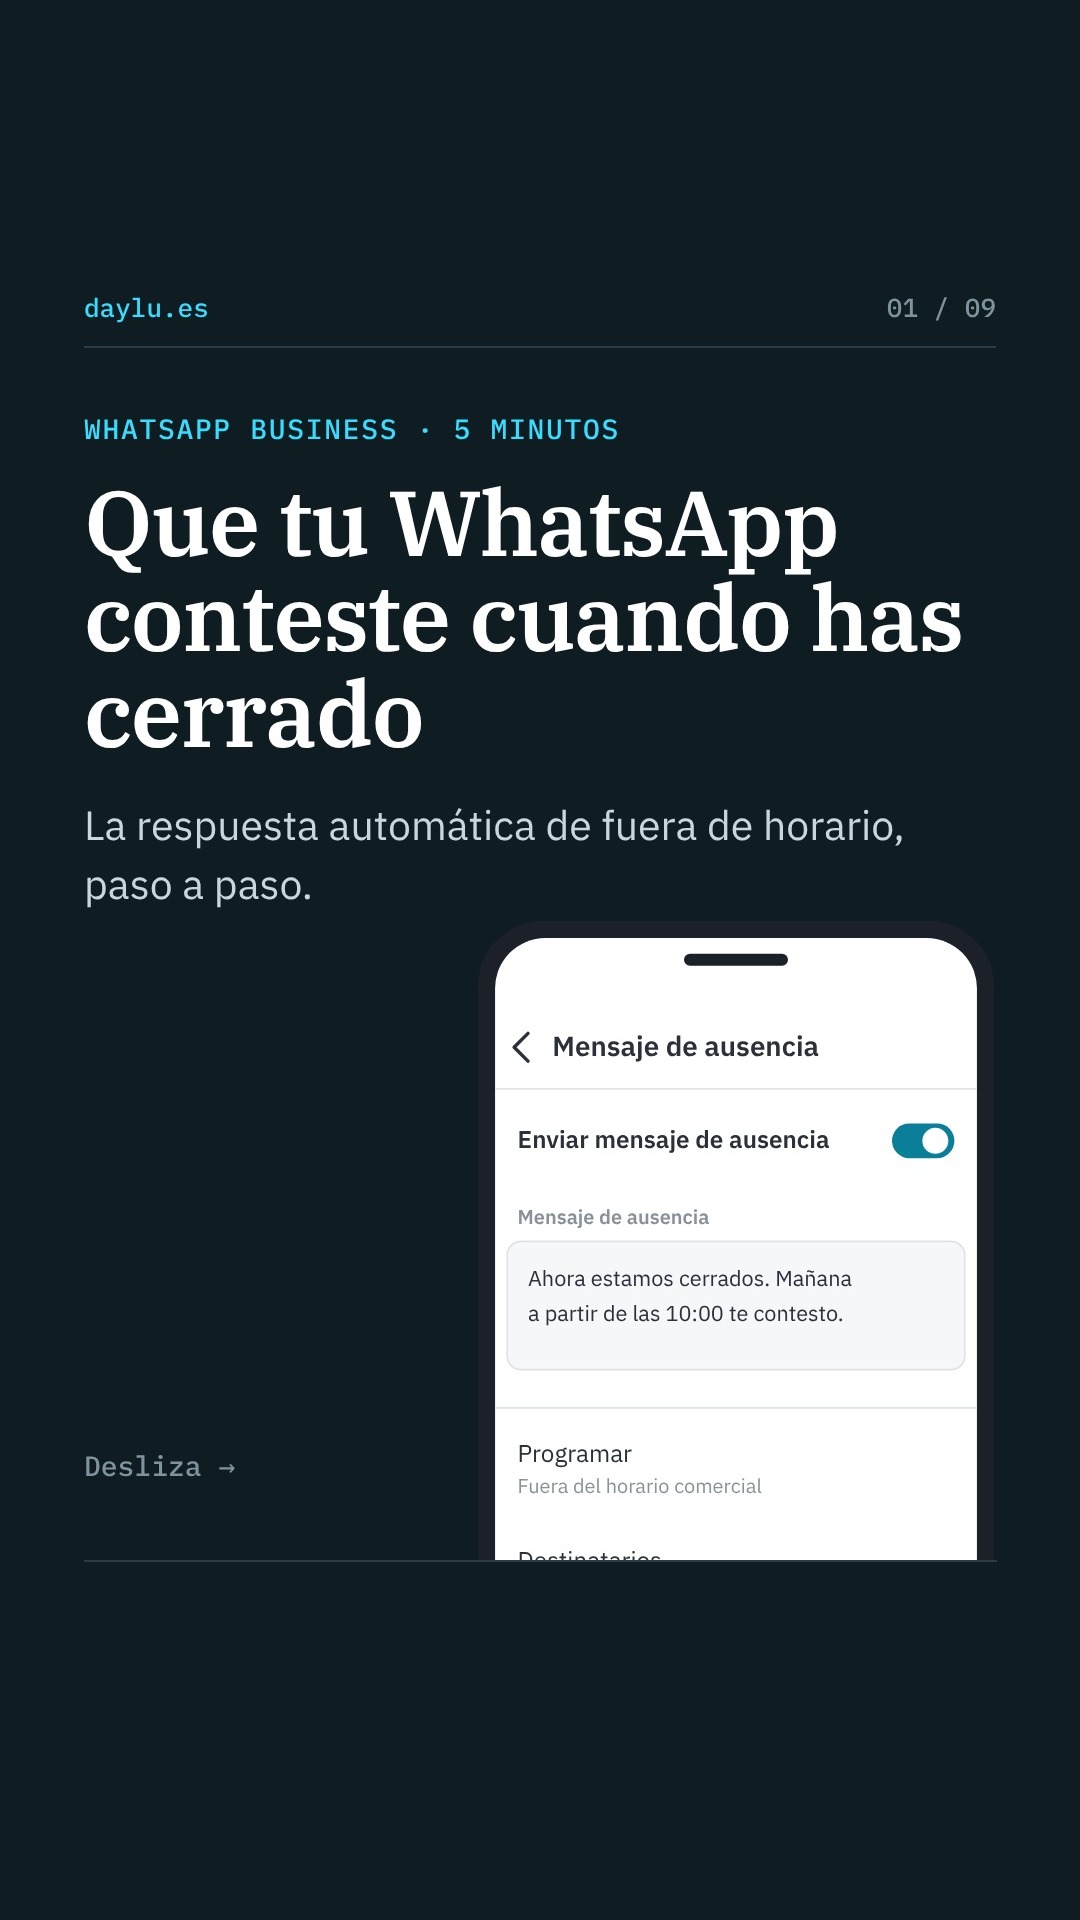 daylu.es
01 / 09
WHATSAPP BUSINESS · 5 MINUTOS
Que tu WhatsApp
conteste cuando has
cerrado
La respuesta automática de fuera de horario,
paso a paso.
Mensaje de ausencia
Enviar mensaje de ausencia
Mensaje de ausencia
Ahora estamos cerrados. Mañana
a partir de las 10:00 te contesto.
Programar
Fuera del horario comercial
Destinatarios
Desliza →